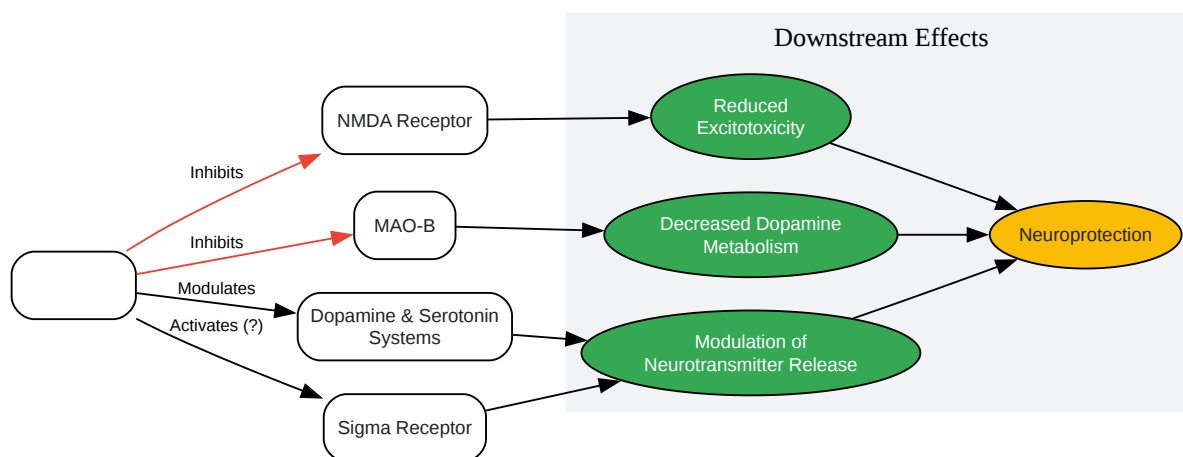 Downstream Effects
NMDA Receptor
Reduced
Excitotoxicity
Inhibits
MAO-B
Decreased Dopamine
Metabolism
Neuroprotection
Inhibits
Modulates
Dopamine & Serotonin
Systems
Activates (?)
Modulation of
Neurotransmitter Release
Sigma Receptor